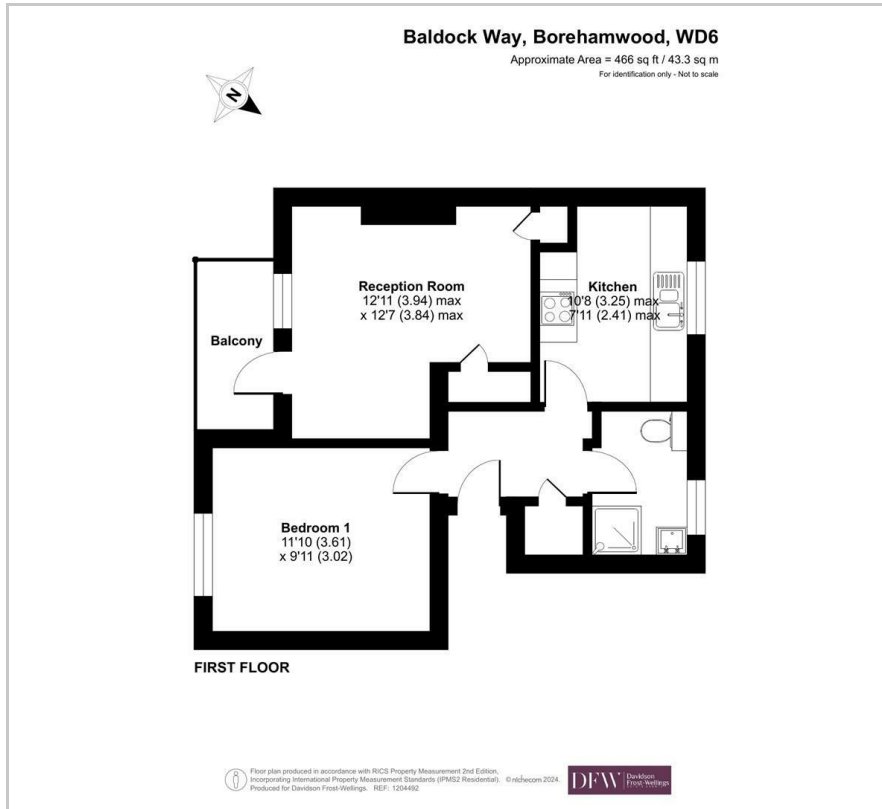 Baldock Way, Borehamwood, WD6
Approximate Area = 466 sq ft / 43.3 sq m
For identification only - Not to scale
N
Reception Room
12'11 (3.94) max
x 12'7 (3.84) max
Kitchen
10'8 (3.25) max
7'11 (2.41) max
Balcony
Bedroom 1
11'10 (3.61)
x 9'11 (3.02)
FIRST FLOOR
Floor plan produced in accordance with RICS Property Measurement 2nd Edition,
Incorporating International Property Measurement Standards (IPMS2 Residential). © nichecom 2024.
Produced for Davidson Frost-Wellings. REF: 1204492
DFW
Davidson
Frost-Wellings